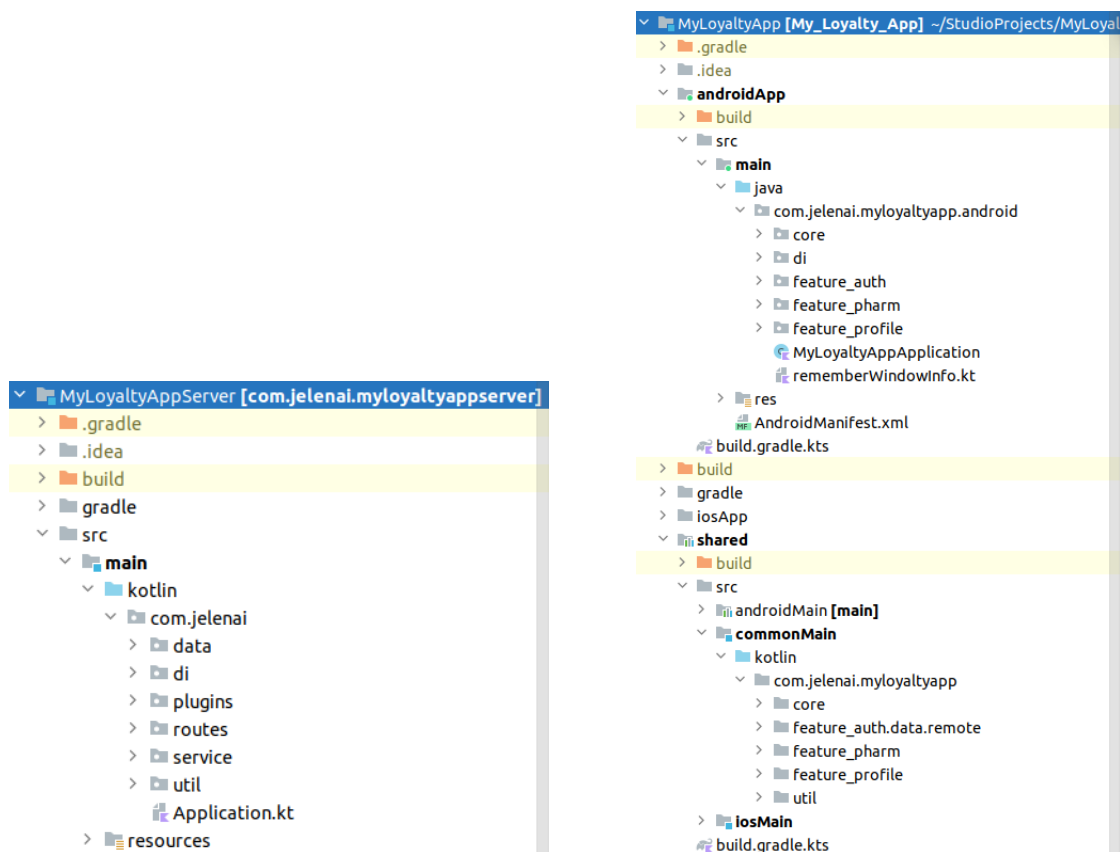 MyLoyaltyAppServer [com.jelenai.myloyaltyappserver]
.gradle
.idea
build
gradle
src
main
kotlin
com.jelenai
data
di
plugins
routes
service
util
Application.kt
resources
MyLoyaltyApp [My_Loyalty_App] ~/StudioProjects/MyLoyal
.gradle
.idea
androidApp
build
src
main
java
com.jelenai.myloyaltyapp.android
core
di
feature_auth
feature_pharm
feature_profile
MyLoyaltyAppApplication
rememberWindowInfo.kt
res
AndroidManifest.xml
build.gradle.kts
build
gradle
iosApp
shared
build
src
androidMain [main]
commonMain
kotlin
com.jelenai.myloyaltyapp
core
feature_auth.data.remote
feature_pharm
feature_profile
util
iosMain
build.gradle.kts